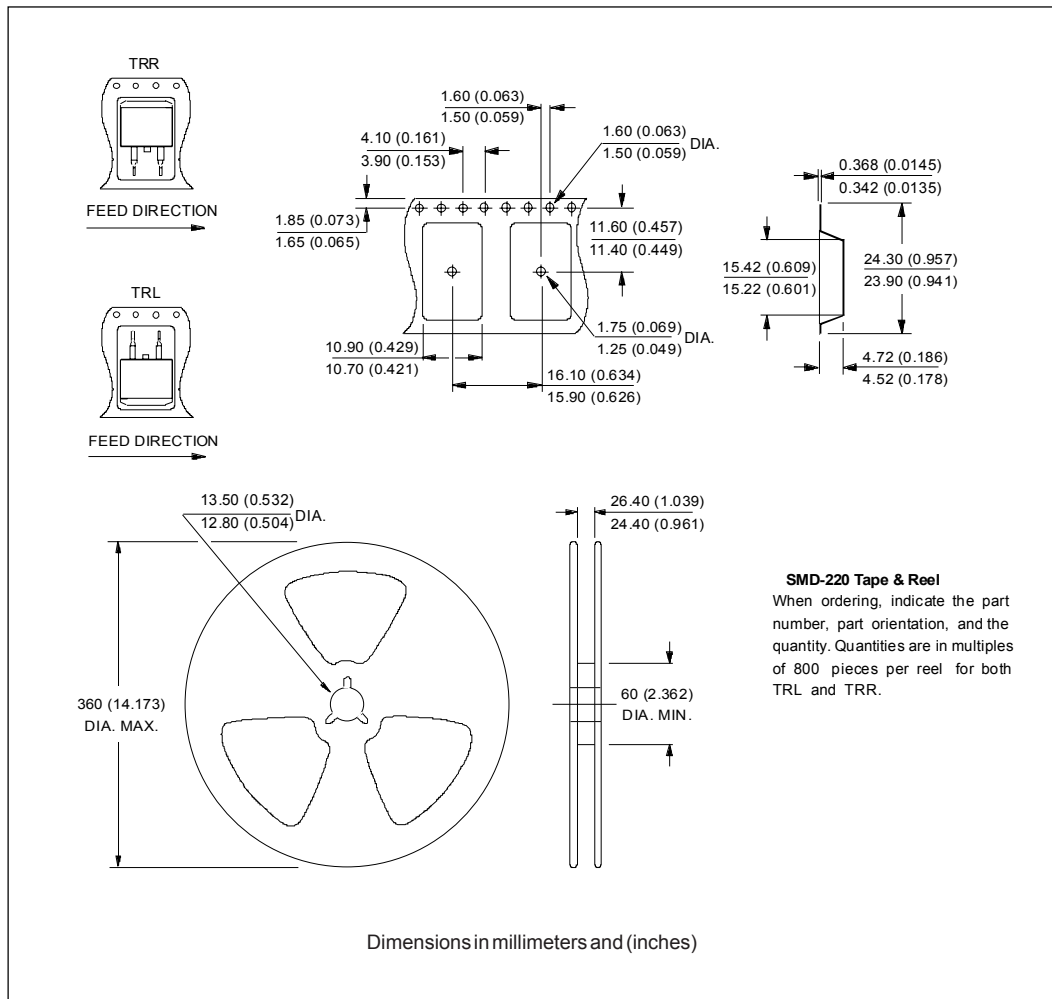 TRR
FEED DIRECTION
TRL
FEED DIRECTION
1.60 (0.063)
1.50 (0.059)
4.10 (0.161)
3.90 (0.153)
1.60 (0.063)
1.50 (0.059)
DIA.
1.85 (0.073)
1.65 (0.065)
11.60 (0.457)
11.40 (0.449)
1.75 (0.069)
1.25 (0.049)
DIA.
10.90 (0.429)
10.70 (0.421)
16.10 (0.634)
15.90 (0.626)
0.368 (0.0145)
0.342 (0.0135)
15.42 (0.609)
15.22 (0.601)
24.30 (0.957)
23.90 (0.941)
4.72 (0.186)
4.52 (0.178)
13.50 (0.532)
12.80 (0.504)
DIA.
360 (14.173)
DIA. MAX.
26.40 (1.039)
24.40 (0.961)
60 (2.362)
DIA. MIN.
SMD-220 Tape & Reel
When ordering, indicate the part
number, part orientation, and the
quantity. Quantities are in multiples
of 800 pieces per reel for both
TRL and TRR.
Dimensions in millimeters and (inches)